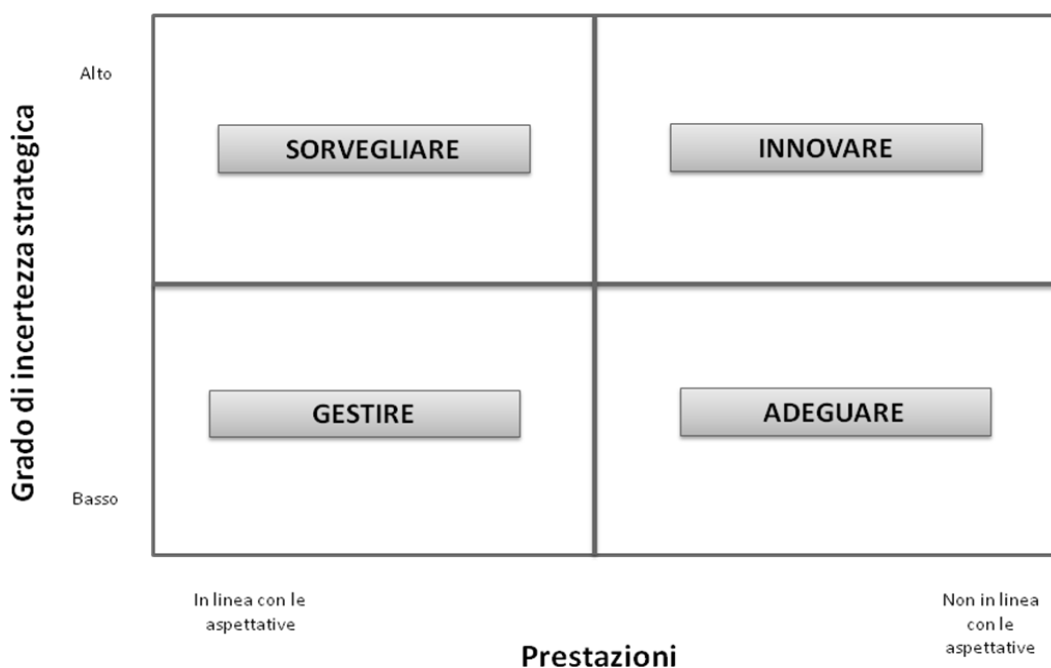 Grado di incertezza strategica
Alto
SORVEGLIARE
INNOVARE
GESTIRE
ADEGUARE
Basso
In linea con le
aspettative
Non in linea
con le
aspettative
Prestazioni